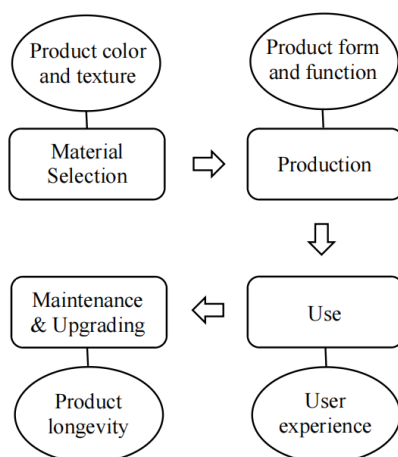 Product color
and texture
Product form
and function
Material
Selection
Production
Maintenance
& Upgrading
Use
Product
longevity
User
experience